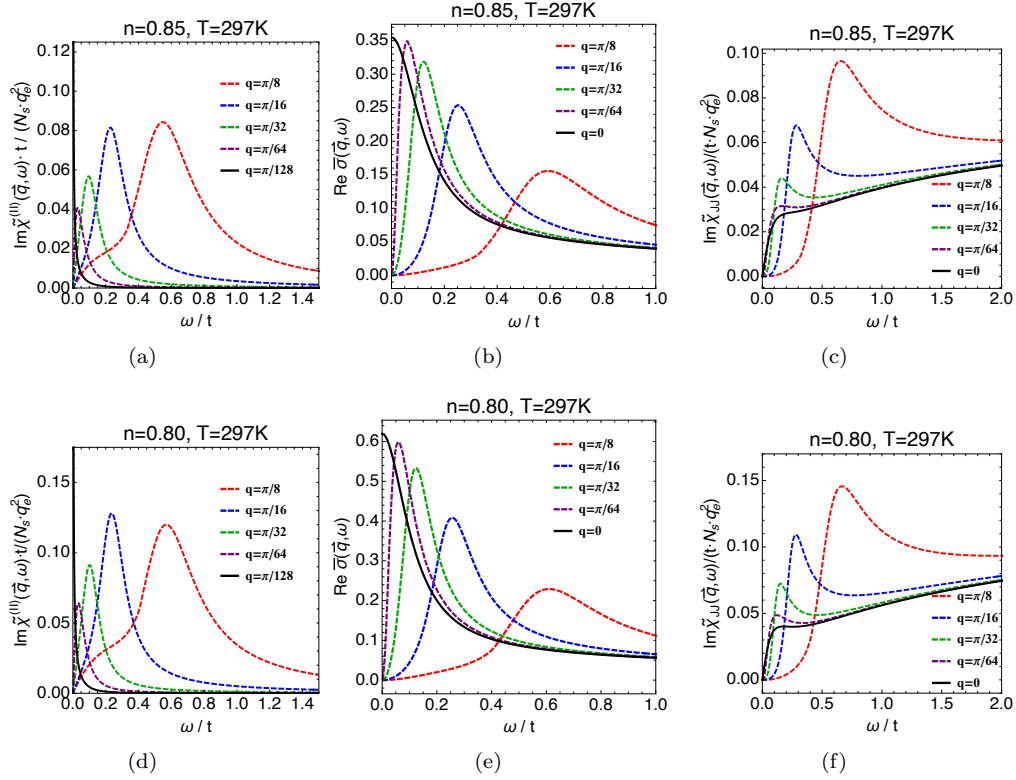 n=0.85, T=297K
Im χ̃^(II)(q⃗,ω)· t / (N_s· q_e^2)
0.12
0.10
0.08
0.06
0.04
0.02
0.00
q=π/8
q=π/16
q=π/32
q=π/64
q=π/128
0.0 0.2 0.4 0.6 0.8 1.0 1.2 1.4
ω / t
(a)
n=0.85, T=297K
Re σ̅(q⃗,ω)
0.35
0.30
0.25
0.20
0.15
0.10
0.05
0.00
q=π/8
q=π/16
q=π/32
q=π/64
q=0
0.0 0.2 0.4 0.6 0.8 1.0
ω / t
(b)
n=0.85, T=297K
Im χ̃_JJ(q⃗,ω)/(t· N_s· q_e^2)
0.10
0.08
0.06
0.04
0.02
0.00
q=π/8
q=π/16
q=π/32
q=π/64
q=0
0.0 0.5 1.0 1.5 2.0
ω / t
(c)
n=0.80, T=297K
Im χ̃^(II)(q⃗,ω)·t/(N_s·q_e^2)
0.15
0.10
0.05
0.00
q=π/8
q=π/16
q=π/32
q=π/64
q=π/128
0.0 0.2 0.4 0.6 0.8 1.0 1.2 1.4
ω / t
(d)
n=0.80, T=297K
Re σ̅(q⃗,ω)
0.6
0.5
0.4
0.3
0.2
0.1
0.0
q=π/8
q=π/16
q=π/32
q=π/64
q=0
0.0 0.2 0.4 0.6 0.8 1.0
ω / t
(e)
n=0.80, T=297K
Im χ̃_JJ(q⃗,ω)/(t· N_s· q_e^2)
0.15
0.10
0.05
0.00
q=π/8
q=π/16
q=π/32
q=π/64
q=0
0.0 0.5 1.0 1.5 2.0
ω / t
(f)